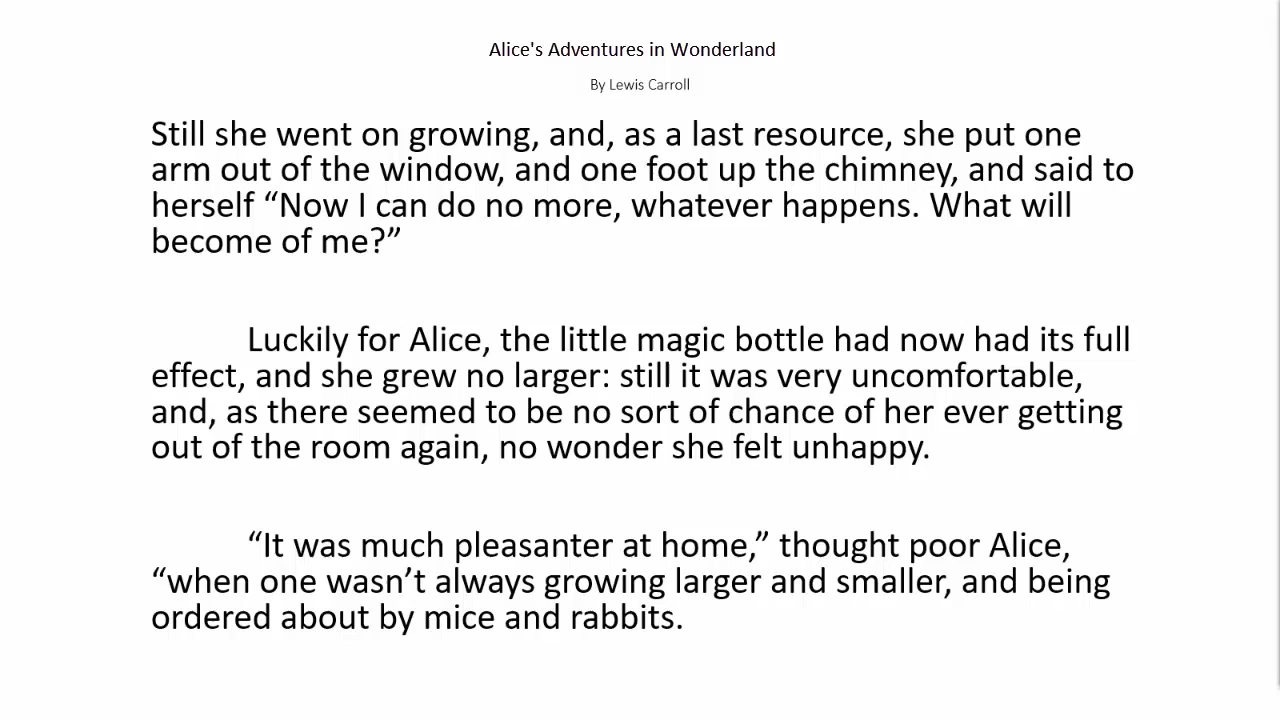 Alice's Adventures in Wonderland
By Lewis Carroll
Still she went on growing, and, as a last resource, she put one
arm out of the window, and one foot up the chimney, and said to
herself “Now I can do no more, whatever happens. What will
become of me?”
Luckily for Alice, the little magic bottle had now had its full
effect, and she grew no larger: still it was very uncomfortable,
and, as there seemed to be no sort of chance of her ever getting
out of the room again, no wonder she felt unhappy.
“It was much pleasanter at home,” thought poor Alice,
“when one wasn’t always growing larger and smaller, and being
ordered about by mice and rabbits.